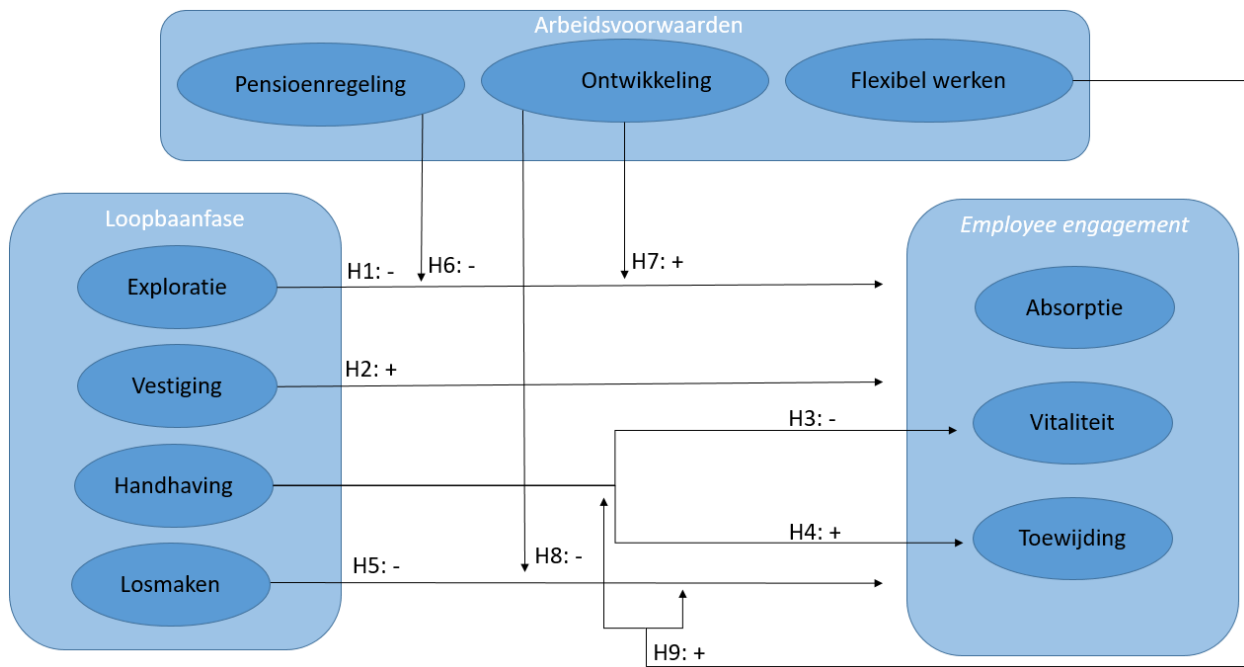 Arbeidsvoorwaarden
Pensioenregeling
Ontwikkeling
Flexibel werken
Loopbaanfase
Employee engagement
Exploratie
H1: -
H6: -
H7: +
Absorptie
Vestiging
H2: +
H3: -
Vitaliteit
Handhaving
H4: +
Toewijding
Losmaken
H5: -
H8: -
H9: +